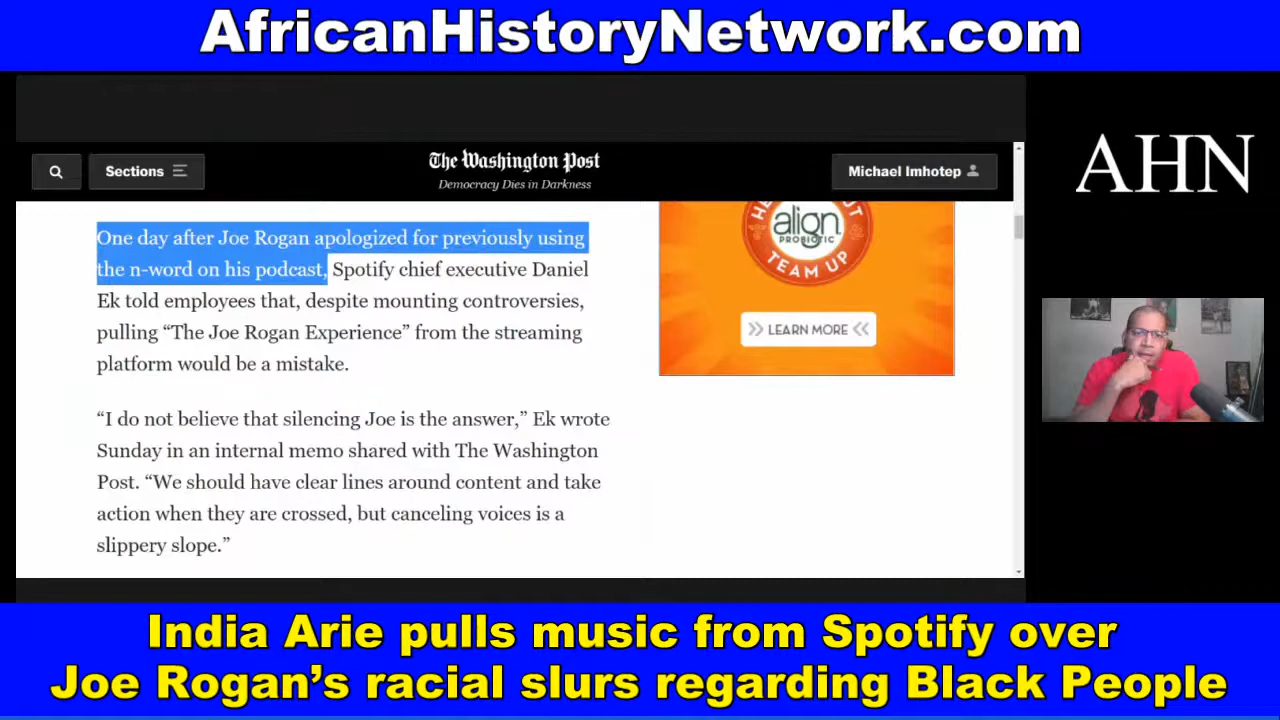 AfricanHistoryNetwork.com
AHN
Sections
The Washington Post
Democracy Dies in Darkness
Michael Imhotep
One day after Joe Rogan apologized for previously using
the n-word on his podcast, Spotify chief executive Daniel
Ek told employees that, despite mounting controversies,
pulling “The Joe Rogan Experience” from the streaming
platform would be a mistake.
“I do not believe that silencing Joe is the answer,” Ek wrote
Sunday in an internal memo shared with The Washington
Post. “We should have clear lines around content and take
action when they are crossed, but canceling voices is a
slippery slope.”
align
PROBIOTIC
TEAM UP
LEARN MORE
India Arie pulls music from Spotify over
Joe Rogan’s racial slurs regarding Black People